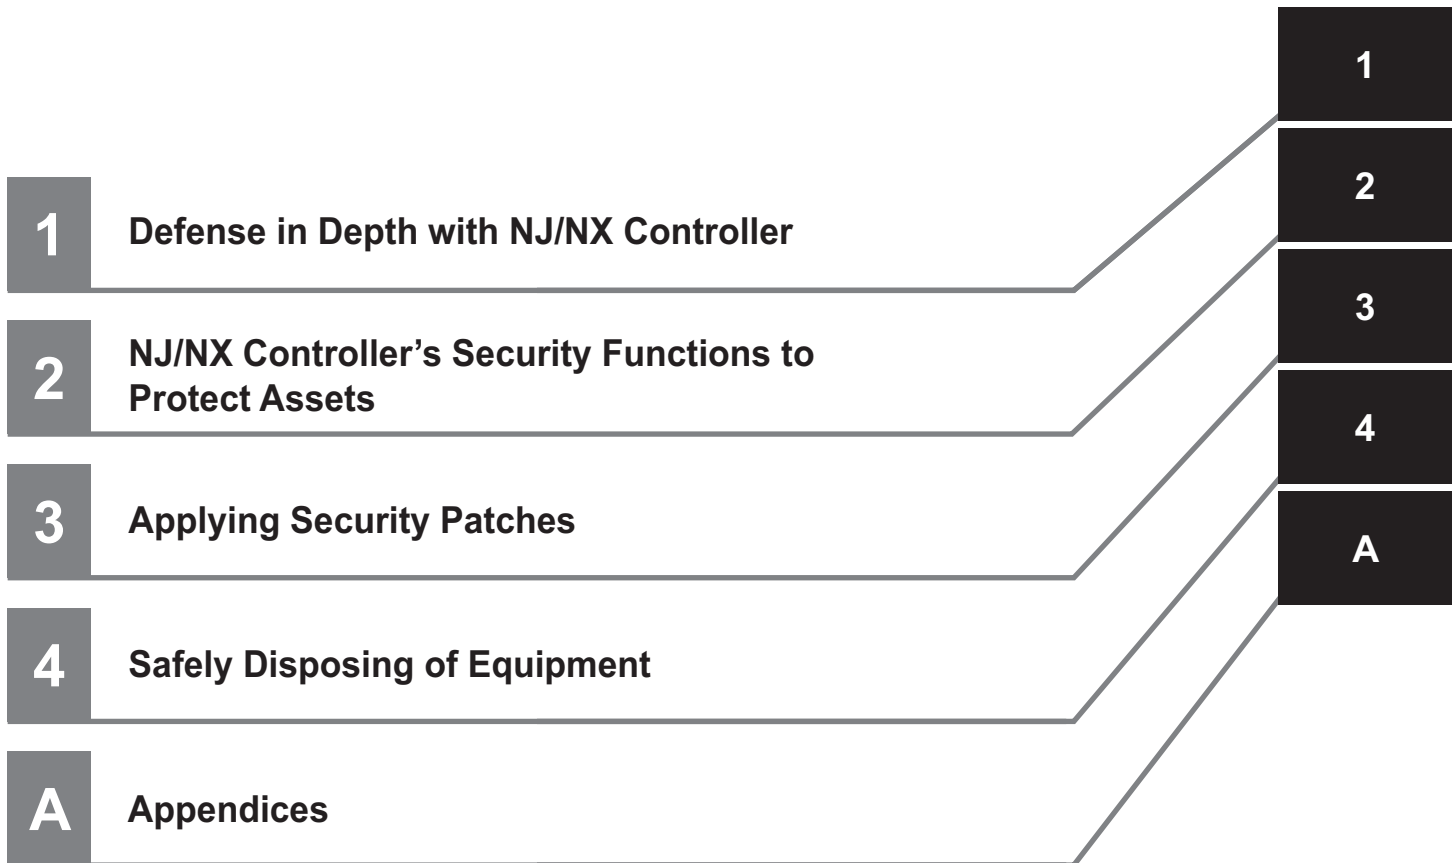 1
Defense in Depth with NJ/NX Controller
2
NJ/NX Controller’s Security Functions to
Protect Assets
3
Applying Security Patches
4
Safely Disposing of Equipment
A
Appendices
1
2
3
4
A